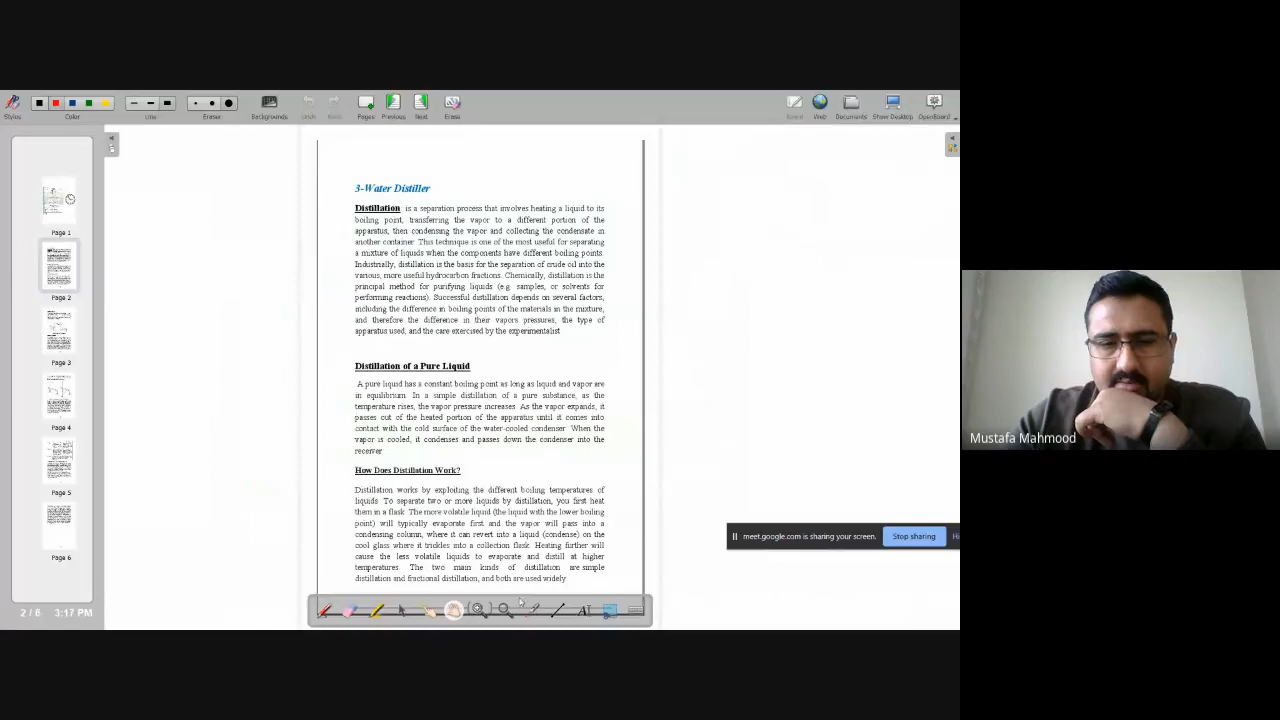 Stylus
Color
Line
Eraser
Backgrounds
Undo
Pages
Previous
Next
Erase
Board
Web
Documents
Show Desktop
OpenBoard
Page 1
Page 2
Page 3
Page 4
Page 5
Page 6
2 / 6 3:17 PM
3-Water Distiller
Distillation is a separation process that involves heating a liquid to its
boiling point, transferring the vapor to a different portion of the
apparatus, then condensing the vapor and collecting the condensate in
another container. This technique is one of the most useful for separating
a mixture of liquids when the components have different boiling points.
Industrially, distillation is the basis for the separation of crude oil into the
various, more useful hydrocarbon fractions. Chemically, distillation is the
principal method for purifying liquids (e.g. samples, or solvents for
performing reactions). Successful distillation depends on several factors,
including the difference in boiling points of the materials in the mixture,
and therefore the difference in their vapors pressures, the type of
apparatus used, and the care exercised by the experimentalist
Distillation of a Pure Liquid
A pure liquid has a constant boiling point as long as liquid and vapor are
in equilibrium. In a simple distillation of a pure substance, as the
temperature rises, the vapor pressure increases. As the vapor expands, it
passes out of the heated portion of the apparatus until it comes into
contact with the cold surface of the water-cooled condenser. When the
vapor is cooled, it condenses and passes down the condenser into the
receiver
How Does Distillation Work?
Distillation works by exploiting the different boiling temperatures of
liquids. To separate two or more liquids by distillation, you first heat
them in a flask. The more volatile liquid (the liquid with the lower boiling
point) will typically evaporate first and the vapor will pass into a
condensing column, where it can revert into a liquid (condense) on the
cool glass where it trickles into a collection flask. Heating further will
cause the less volatile liquids to evaporate and distill at higher
temperatures. The two main kinds of distillation are simple
distillation and fractional distillation, and both are used widely
meet.google.com is sharing your screen.
Stop sharing
Hi
Mustafa Mahmood